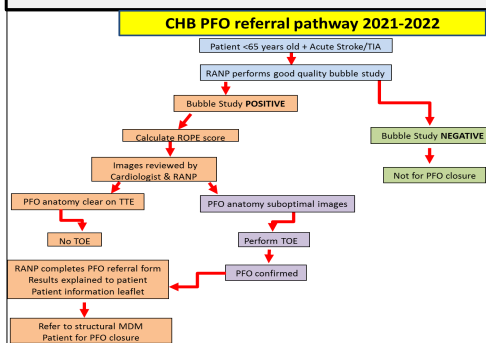 CHB PFO referral pathway 2021-2022
Patient <65 years old + Acute Stroke/TIA
RANP performs good quality bubble study
Bubble Study POSITIVE
Bubble Study NEGATIVE
Calculate ROPE score
Images reviewed by
Cardiologist & RANP
Not for PFO closure
PFO anatomy clear on TTE
PFO anatomy suboptimal images
No TOE
Perform TOE
PFO confirmed
RANP completes PFO referral form
Results explained to patient
Patient information leaflet
Refer to structural MDM
Patient for PFO closure